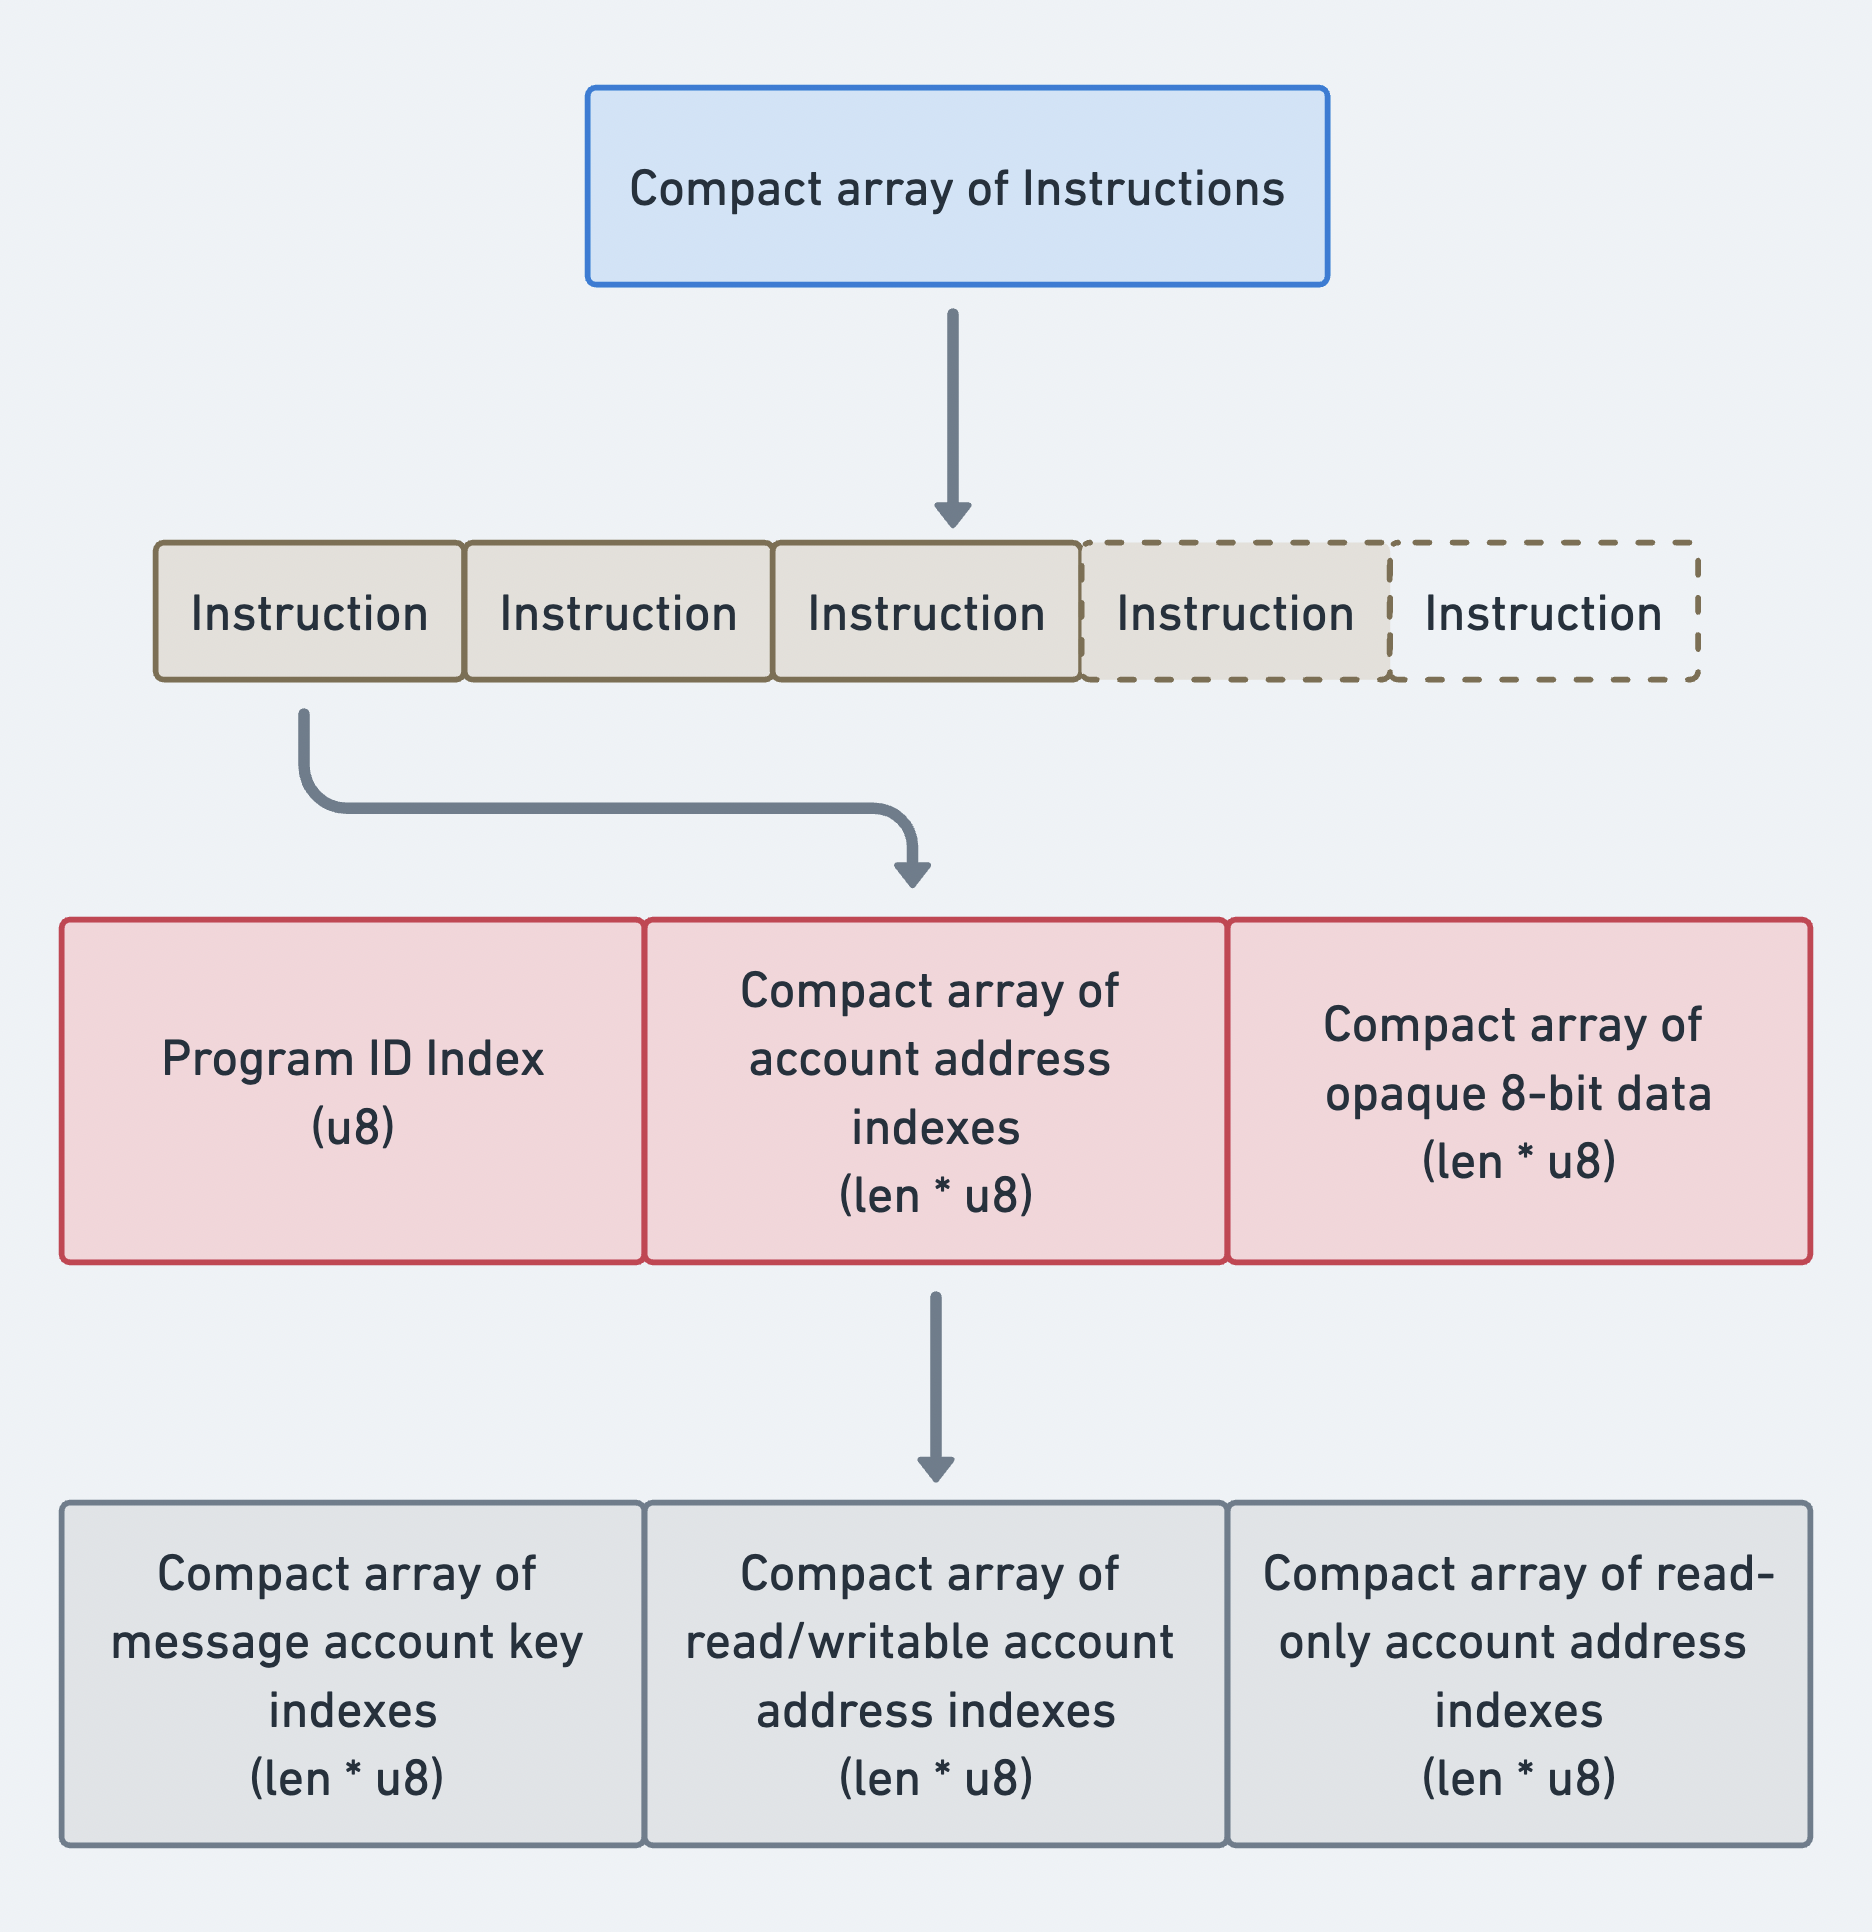 Compact array of Instructions
Instruction
Instruction
Instruction
Instruction
Instruction
Program ID Index
(u8)
Compact array of
account address
indexes
(len * u8)
Compact array of
opaque 8-bit data
(len * u8)
Compact array of
message account key
indexes
(len * u8)
Compact array of
read/writable account
address indexes
(len * u8)
Compact array of read-
only account address
indexes
(len * u8)